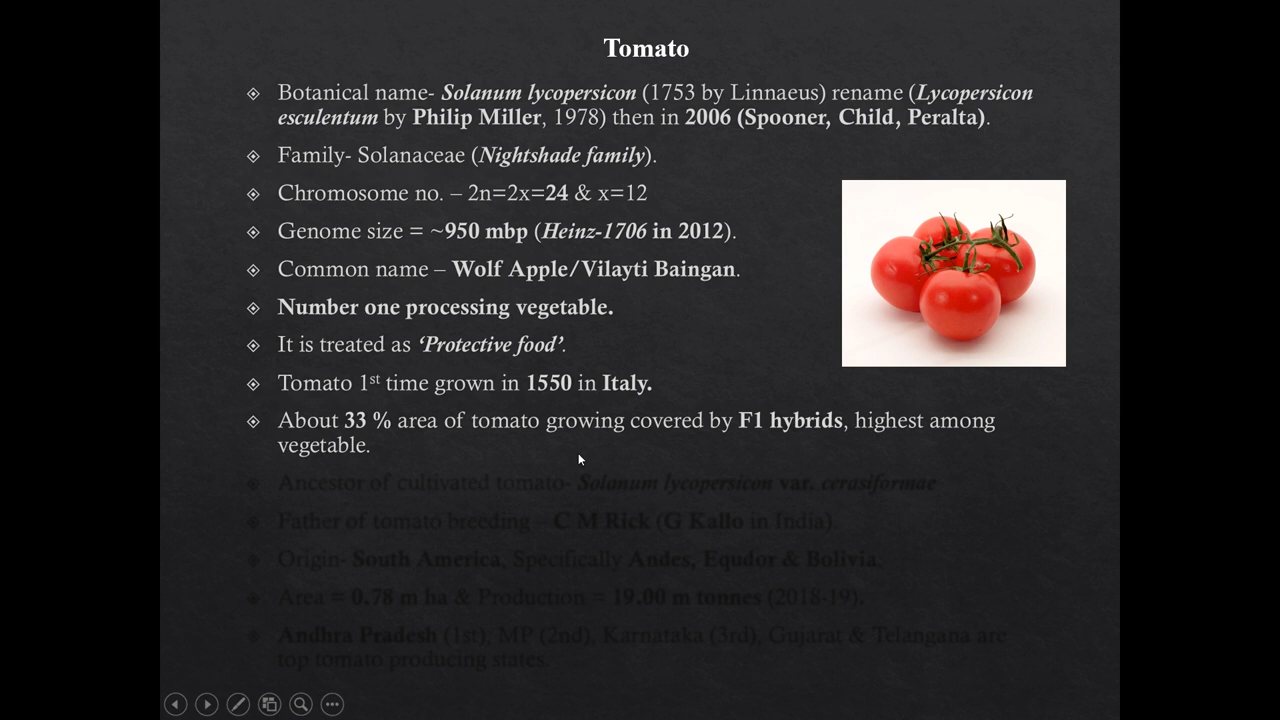 Tomato
Botanical name- Solanum lycopersicon (1753 by Linnaeus) rename (Lycopersicon
esculentum by Philip Miller, 1978) then in 2006 (Spooner, Child, Peralta).
Family- Solanaceae (Nightshade family).
Chromosome no. – 2n=2x=24 & x=12
Genome size = ~950 mbp (Heinz-1706 in 2012).
Common name – Wolf Apple/Vilayti Baingan.
Number one processing vegetable.
It is treated as ‘Protective food’.
Tomato 1st time grown in 1550 in Italy.
About 33 % area of tomato growing covered by F1 hybrids, highest among
vegetable.
Ancestor of cultivated tomato- Solanum lycopersicon var. cerasiformae
Father of tomato breeding – C M Rick (G Kallo in India).
Origin- South America, Specifically Andes, Equdor & Bolivia.
Area = 0.78 m ha & Production = 19.00 m tonnes (2018-19).
Andhra Pradesh (1st), MP (2nd), Karnataka (3rd), Gujarat & Telangana are
top tomato producing states.